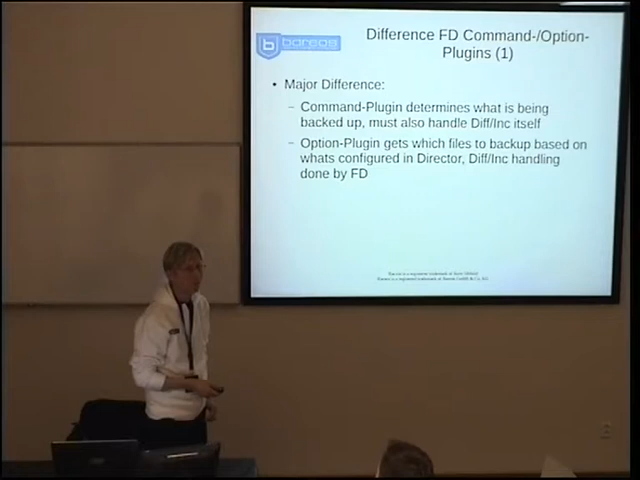 bareos
Difference FD Command-/Option-
Plugins (1)
• Major Difference:
– Command-Plugin determines what is being
backed up, must also handle Diff/Inc itself
– Option-Plugin gets which files to backup based on
whats configured in Director, Diff/Inc handling
done by FD